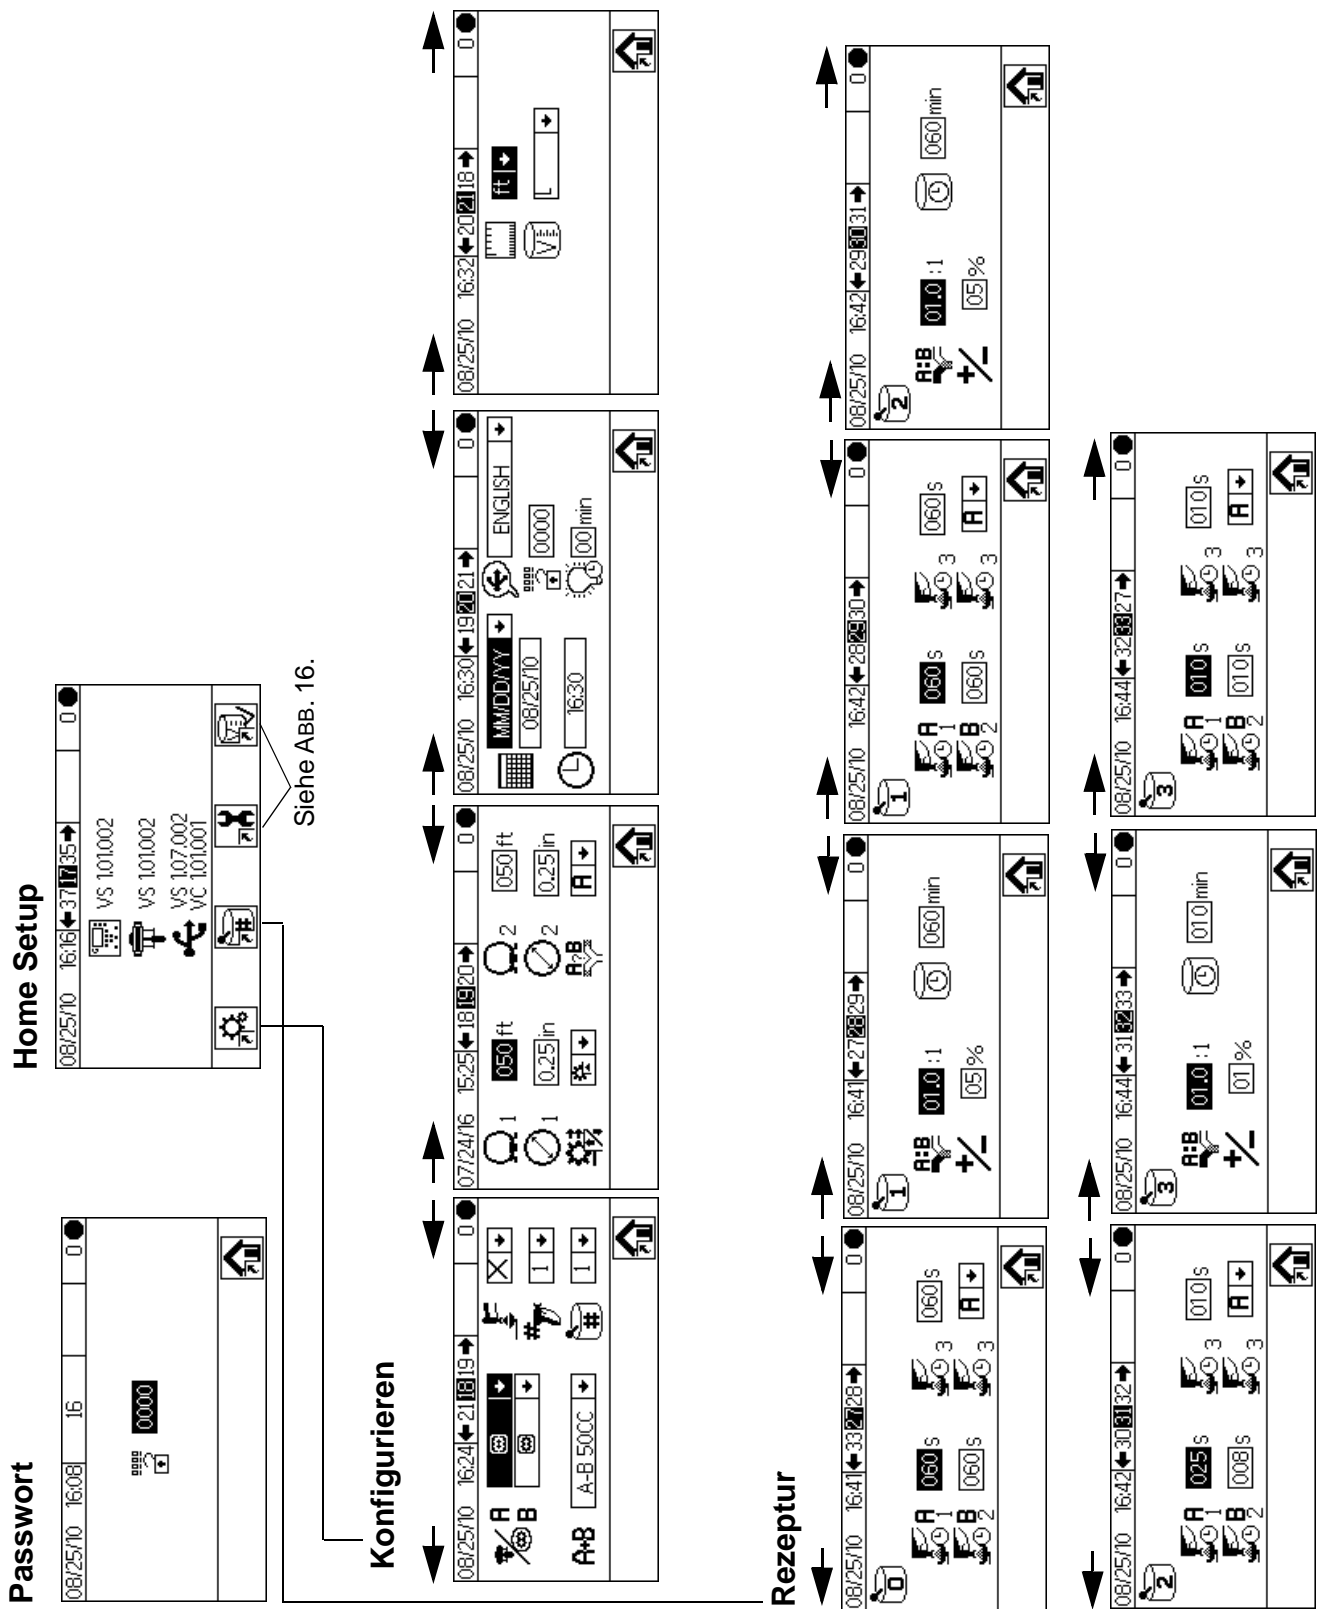 Passwort
08/25/10 16:08 16 0
0000
Home Setup
08/25/10 16:16 37 17 35 0
VS 1.01.002
VS 1.01.002
VS 1.07.002
VC 1.01.001
#
Siehe ABB. 16.
Konfigurieren
08/25/10 16:24 21 18 19 0
A X
B # 1
A+B A-B 50CC # 1
07/24/16 15:25 18 19 20 0
1 050 ft 2 050 ft
1 0.25 in 2 0.25 in
A?B A
08/25/10 16:30 19 20 21 0
MM/DD/YY ENGLISH
08/25/10 0000
16:30 00 min
08/25/10 16:32 20 21 18 0
ft
L
Rezeptur
08/25/10 16:41 33 27 28 0
0
A 1 060 s 3 060 s
B 2 060 s 3 A
08/25/10 16:41 27 28 29 0
1
A:B 01.0 :1 060 min
+/- 05 %
08/25/10 16:42 28 29 30 0
1
A 1 060 s 3 060 s
B 2 060 s 3 A
08/25/10 16:42 29 30 31 0
2
A:B 01.0 :1 060 min
+/- 05 %
08/25/10 16:42 30 31 32 0
2
A 1 025 s 3 010 s
B 2 008 s 3 A
08/25/10 16:44 31 32 33 0
3
A:B 01.0 :1 010 min
+/- 01 %
08/25/10 16:44 32 33 27 0
3
A 1 010 s 3 010 s
B 2 010 s 3 A